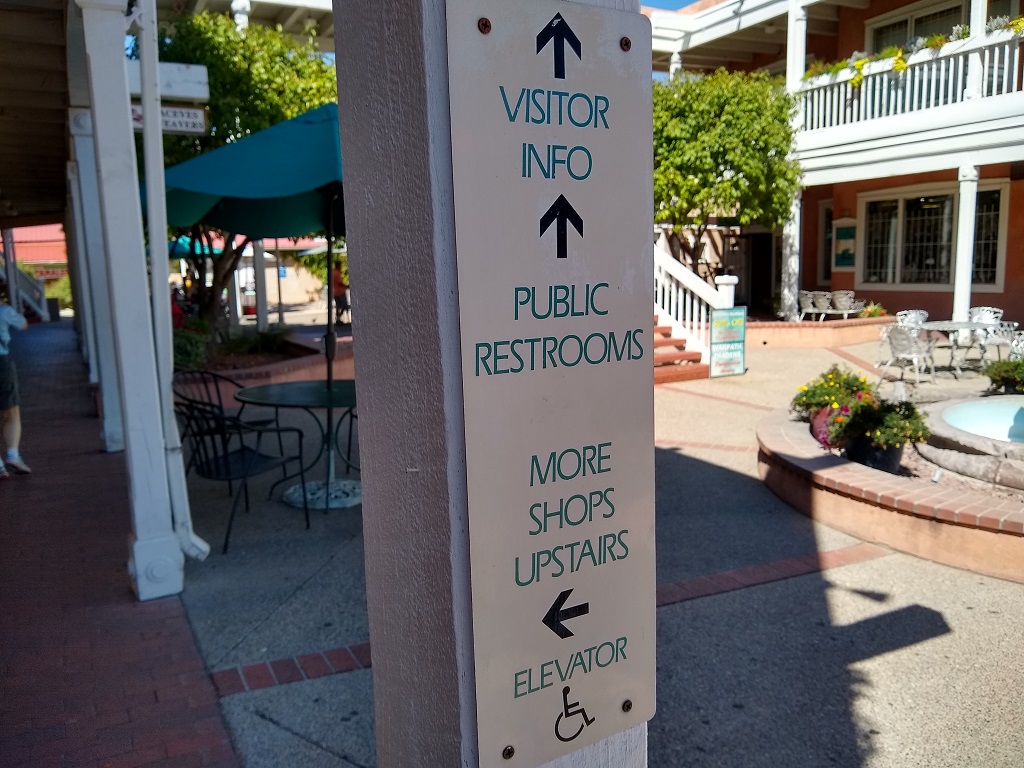 VISITOR
INFO
PUBLIC
RESTROOMS
MORE
SHOPS
UPSTAIRS
ELEVATOR